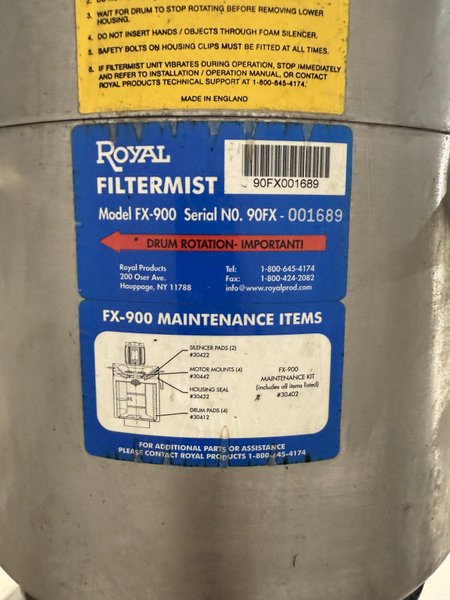 3. WAIT FOR DRUM TO STOP ROTATING BEFORE REMOVING LOWER
HOUSING.
4. DO NOT INSERT HANDS / OBJECTS THROUGH FOAM SILENCER.
5. SAFETY BOLTS ON HOUSING CLIPS MUST BE FITTED AT ALL TIMES.
6. IF FILTERMIST UNIT VIBRATES DURING OPERATION, STOP IMMEDIATELY
AND REFER TO INSTALLATION / OPERATION MANUAL, OR CONTACT
ROYAL PRODUCTS TECHNICAL SUPPORT AT 1-800-645-4174.
MADE IN ENGLAND
ROYAL
FILTERMIST
90FX001689
Model FX-900 Serial NO. 90FX - 001689
DRUM ROTATION- IMPORTANT!
Royal Products Tel: 1-800-645-4174
200 Oser Ave. Fax: 1-800-424-2082
Hauppage, NY 11788 info@www.royalprod.com
FX-900 MAINTENANCE ITEMS
SILENCER PADS (2)
#30422
MOTOR MOUNTS (4)
#30442
HOUSING SEAL
#30432
DRUM PADS (4)
#30412
FX-900
MAINTENANCE KIT
(includes all items listed)
#30402
FOR ADDITIONAL PARTS OR ASSISTANCE
PLEASE CONTACT ROYAL PRODUCTS 1-800-645-4174